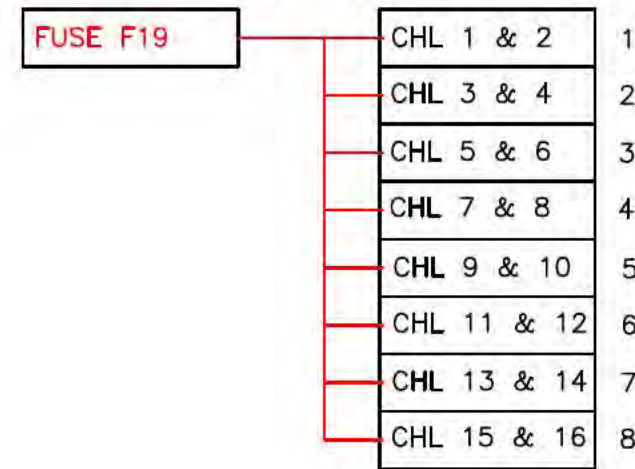 FUSE F19
CHL 1 & 2 1
CHL 3 & 4 2
CHL 5 & 6 3
CHL 7 & 8 4
CHL 9 & 10 5
CHL 11 & 12 6
CHL 13 & 14 7
CHL 15 & 16 8